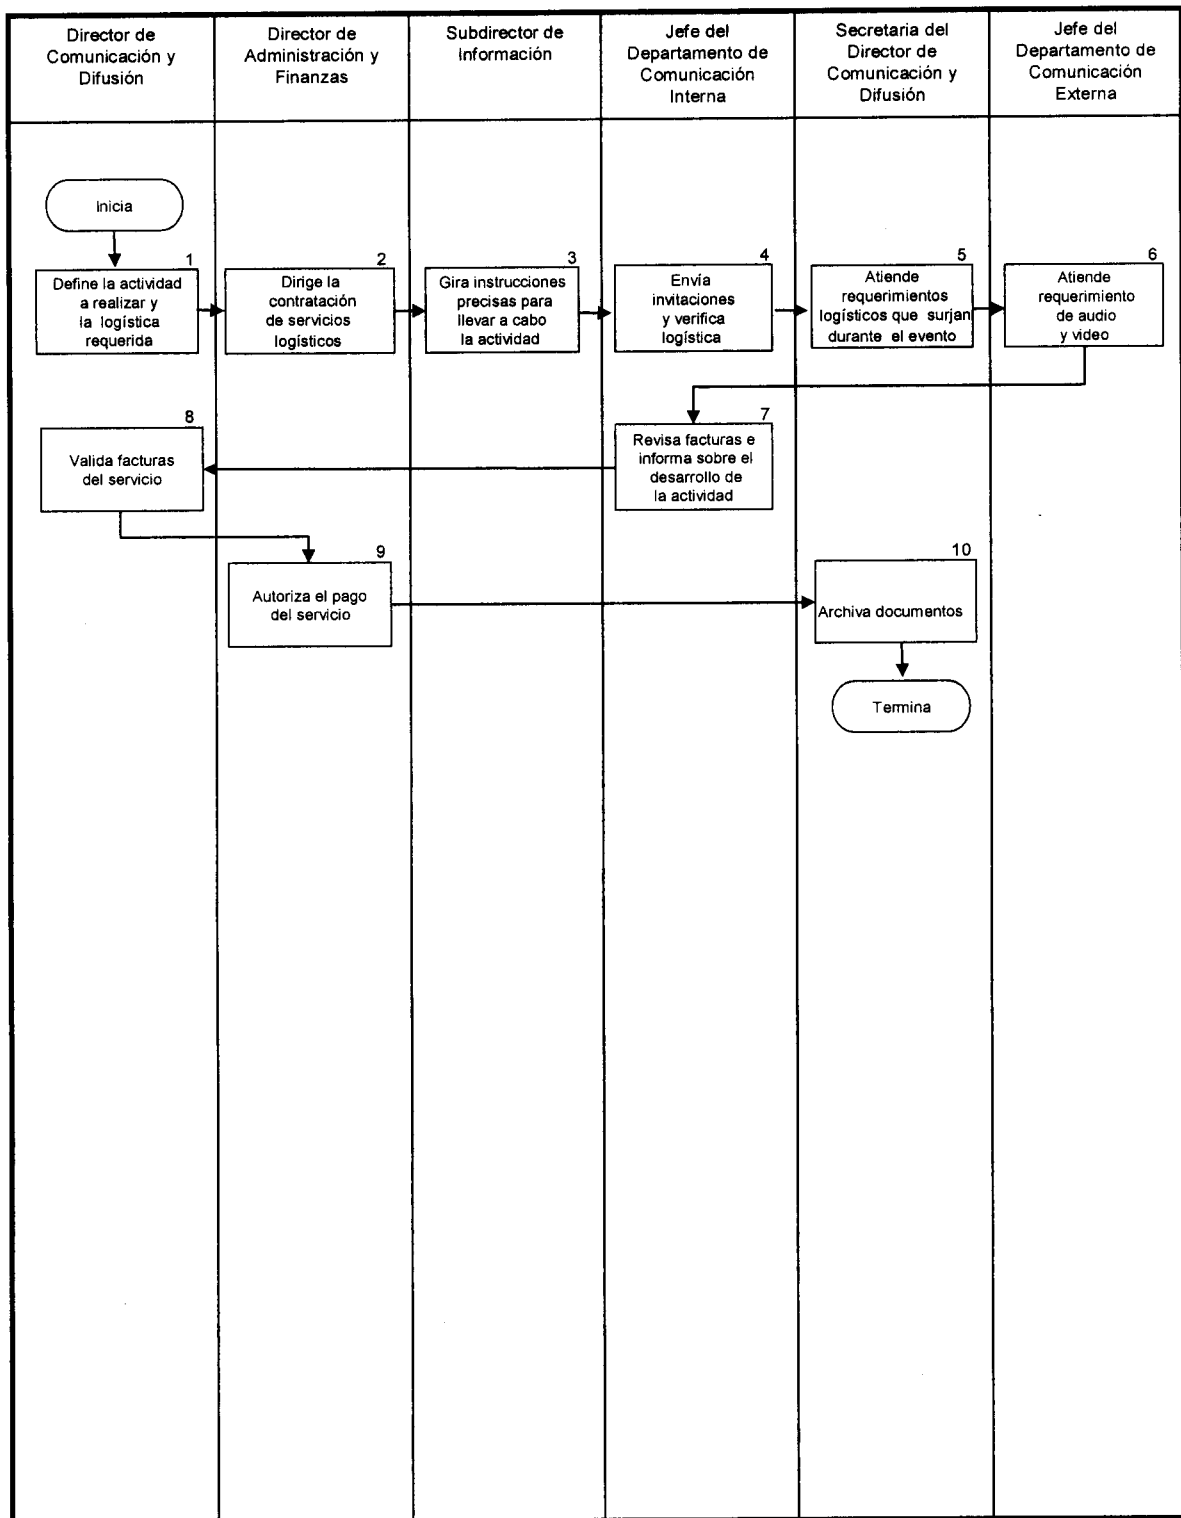 Director de
Comunicación y
Difusión
Director de
Administración y
Finanzas
Subdirector de
Información
Jefe del
Departamento de
Comunicación
Interna
Secretaria del
Director de
Comunicación y
Difusión
Jefe del
Departamento de
Comunicación
Externa
Inicia
1
Define la actividad
a realizar y
la logística
requerida
2
Dirige la
contratación
de servicios
logísticos
3
Gira instrucciones
precisas para
llevar a cabo
la actividad
4
Envía
invitaciones
y verifica
logística
5
Atiende
requerimientos
logísticos que surjan
durante el evento
6
Atiende
requerimiento
de audio
y video
7
Revisa facturas e
informa sobre el
desarrollo de
la actividad
8
Valida facturas
del servicio
9
Autoriza el pago
del servicio
10
Archiva documentos
Termina